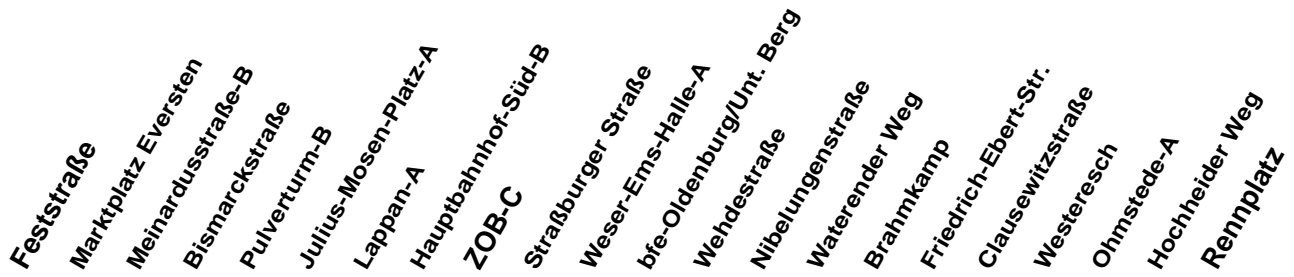 Feststraße
Marktplatz Eversten
Meinardusstraße-B
Bismarckstraße
Pulverturm-B
Julius-Mosen-Platz-A
Lappan-A
Hauptbahnhof-Süd-B
ZOB-C
Straßburger Straße
Weser-Ems-Halle-A
bfe-Oldenburg/Unt. Berg
Wehdestraße
Nibelungenstraße
Waterender Weg
Brahmkamp
Friedrich-Ebert-Str.
Clausewitzstraße
Westeresch
Ohmstede-A
Hochheider Weg
Rennplatz